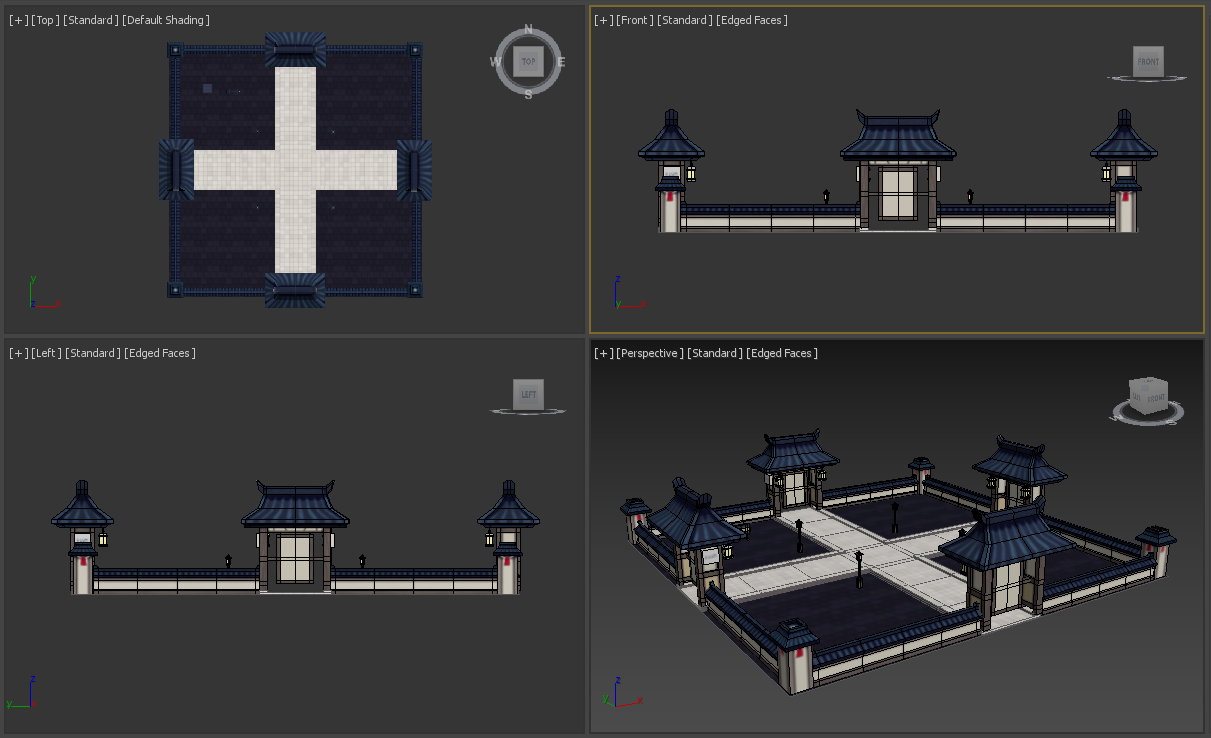 [+] [Top] [Standard] [Default Shading]
N
W TOP E
S
Y
[+] [Front] [Standard] [Edged Faces]
FRONT
Z
Y
[+] [Left] [Standard] [Edged Faces]
LEFT
Z
Y
[+] [Perspective] [Standard] [Edged Faces]
FRONT
S
Z
Y X